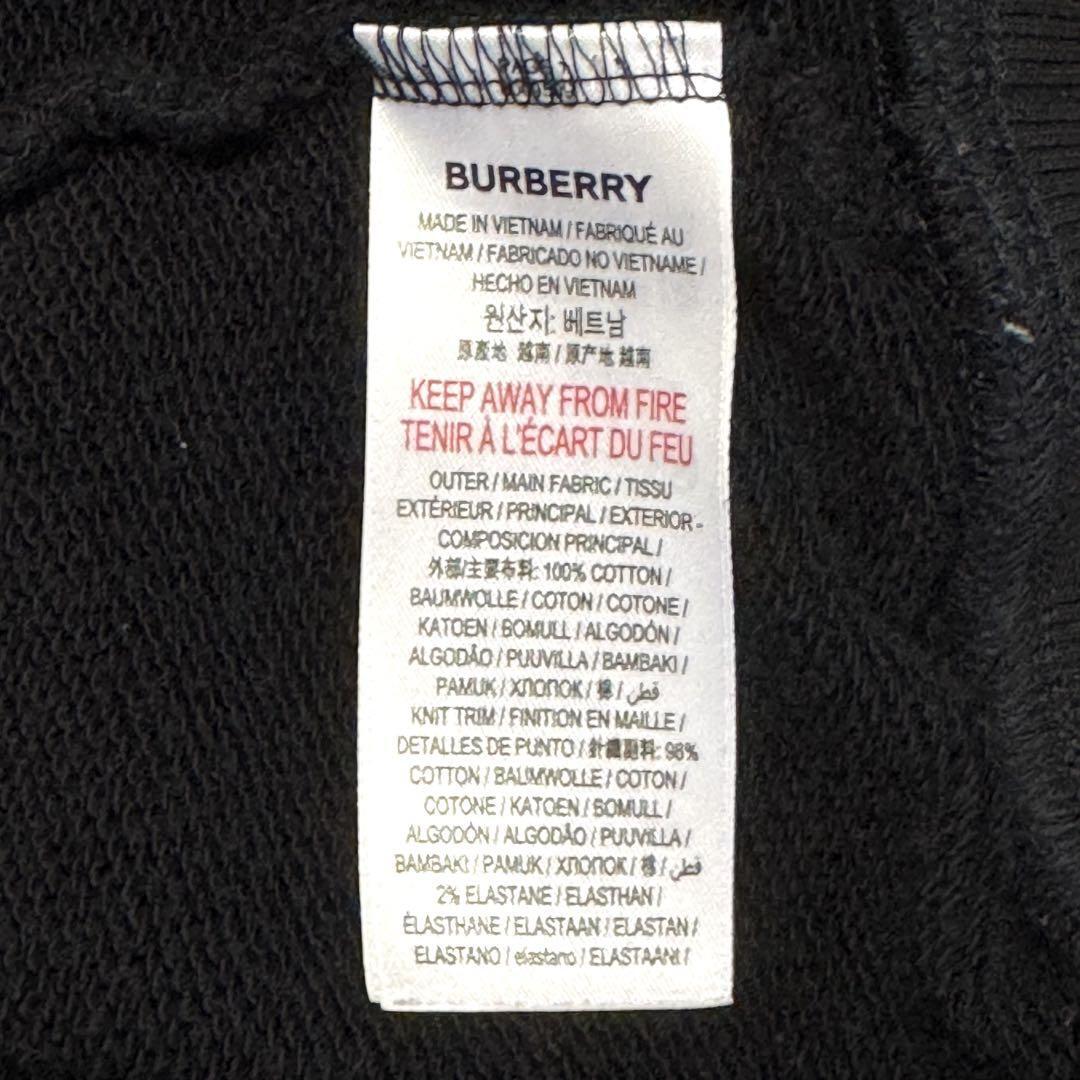 BURBERRY
MADE IN VIETNAM / FABRIQUÉ AU
VIETNAM / FABRICADO NO VIETNAME /
HECHO EN VIETNAM
원산지: 베트남
原產地 越南 / 原产地 越南
KEEP AWAY FROM FIRE
TENIR À L'ÉCART DU FEU
OUTER / MAIN FABRIC / TISSU
EXTÉRIEUR / PRINCIPAL / EXTERIOR -
COMPOSICION PRINCIPAL /
外部/主要布料: 100% COTTON /
BAUMWOLLE / COTON / COTONE /
KATOEN / BOMULL / ALGODÓN /
ALGODÃO / PUUVILLA / BAMBAKI /
PAMUK / ХЛОПОК / 棉 / قطن
KNIT TRIM / FINITION EN MAILLE /
DETALLES DE PUNTO / 針織副料: 98%
COTTON / BAUMWOLLE / COTON /
COTONE / KATOEN / BOMULL /
ALGODÓN / ALGODÃO / PUUVILLA /
BAMBAKI / PAMUK / ХЛОПОК / 棉 / قطن
2% ELASTANE / ELASTHAN /
ÉLASTHANE / ELASTAAN / ELASTAN /
ELASTANO / elastano / ELASTAANI /